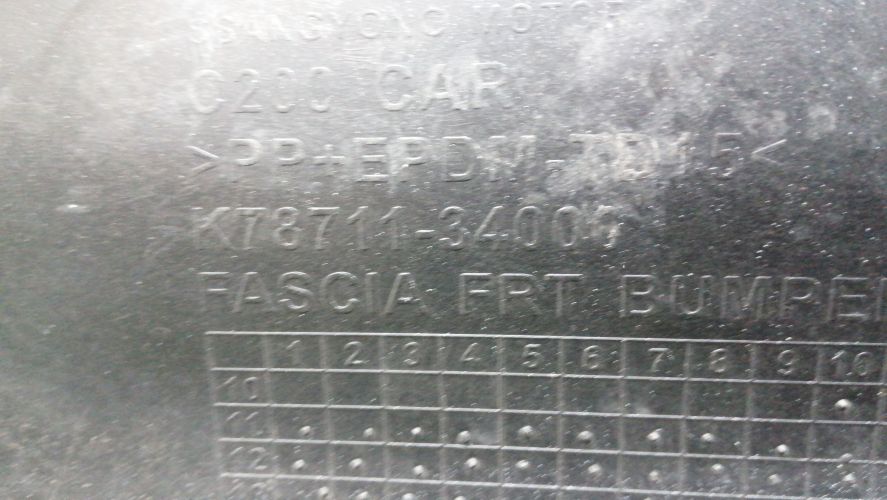 SSANGYONG MOTOR
C200 CAR
>PP+EPDM-TD15<
K78711-34000
FASCIA FRT BUMPE
1 2 3 4 5 6 7 8 9 10
10
11
12